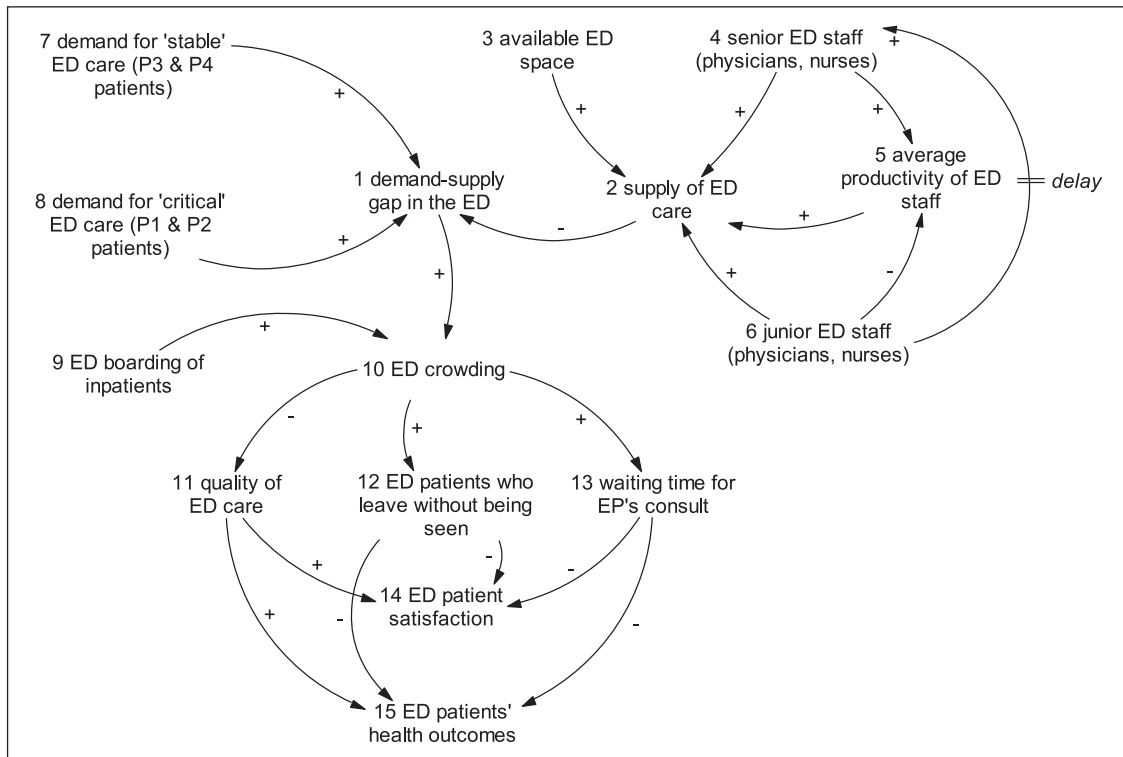 7 demand for 'stable'
ED care (P3 & P4
patients)
+
3 available ED
space
+
4 senior ED staff
(physicians, nurses)
+
+
+
5 average
productivity of ED
staff
delay
1 demand-supply
gap in the ED
2 supply of ED
care
8 demand for 'critical'
ED care (P1 & P2
patients)
+
-
+
+
+
-
6 junior ED staff
(physicians, nurses)
+
9 ED boarding of
inpatients
10 ED crowding
-
+
+
11 quality of
ED care
12 ED patients who
leave without being
seen
13 waiting time for
EP's consult
+
-
-
14 ED patient
satisfaction
+
-
-
15 ED patients'
health outcomes